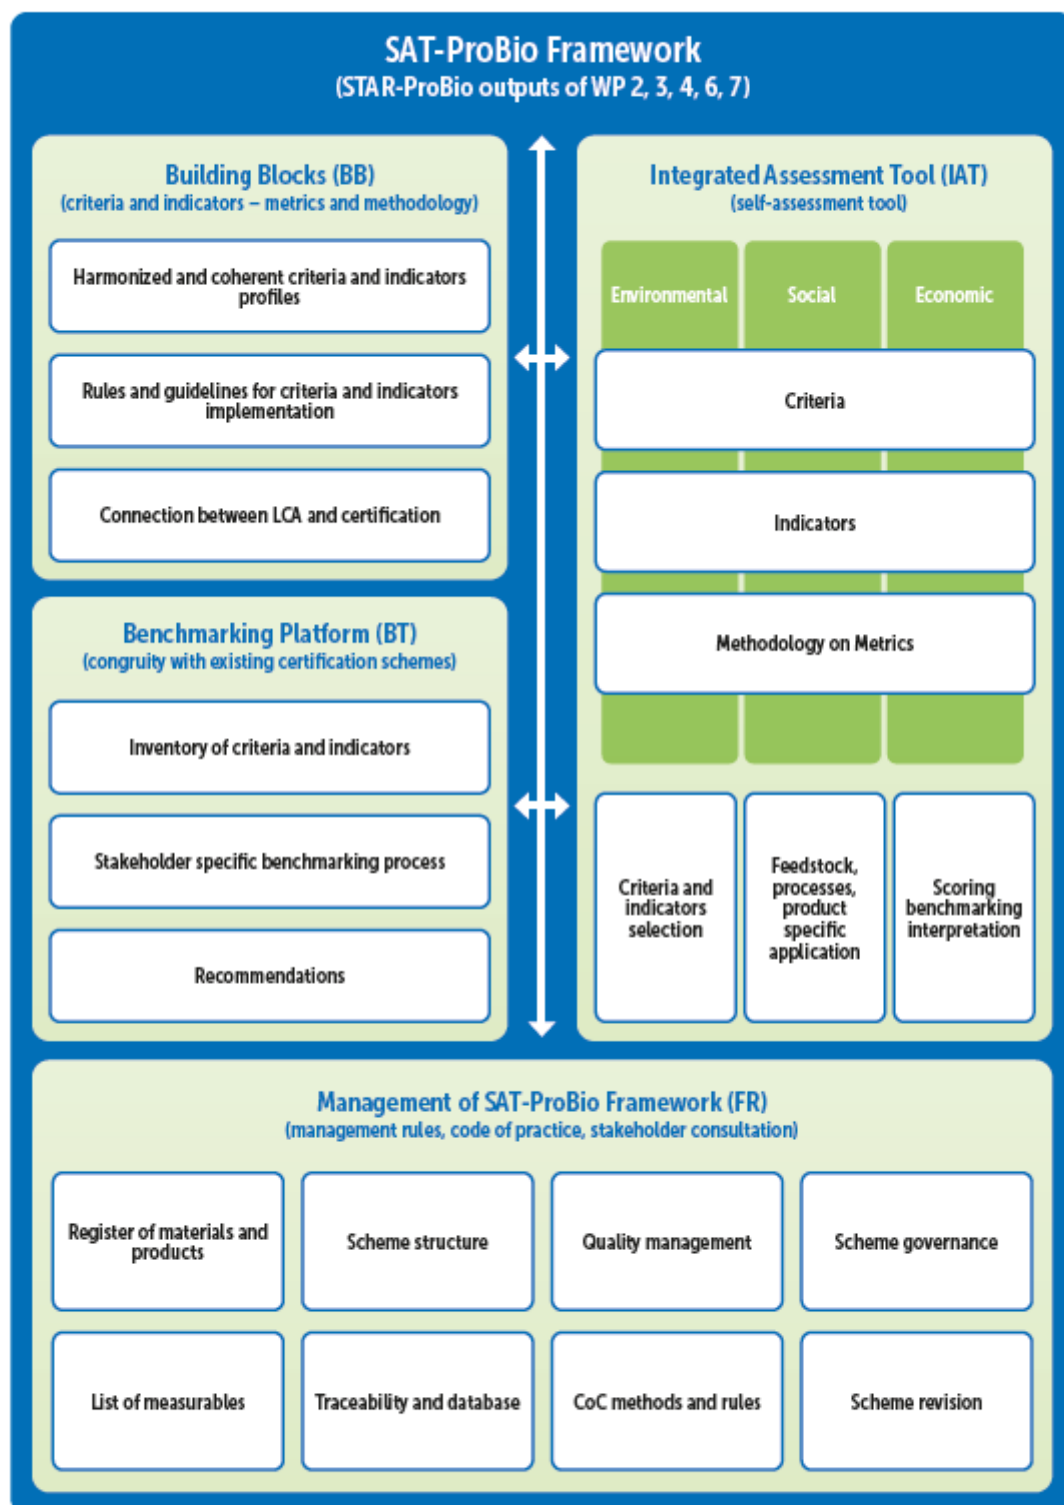 SAT-ProBio Framework
(STAR-ProBio outputs of WP 2, 3, 4, 6, 7)
Building Blocks (BB)
(criteria and indicators – metrics and methodology)
Harmonized and coherent criteria and indicators
profiles
Rules and guidelines for criteria and indicators
implementation
Connection between LCA and certification
Benchmarking Platform (BT)
(congruity with existing certification schemes)
Inventory of criteria and indicators
Stakeholder specific benchmarking process
Recommendations
Integrated Assessment Tool (IAT)
(self-assessment tool)
Environmental
Social
Economic
Criteria
Indicators
Methodology on Metrics
Criteria and
indicators
selection
Feedstock,
processes,
product
specific
application
Scoring
benchmarking
interpretation
Management of SAT-ProBio Framework (FR)
(management rules, code of practice, stakeholder consultation)
Register of materials and
products
Scheme structure
Quality management
Scheme governance
List of measurables
Traceability and database
CoC methods and rules
Scheme revision